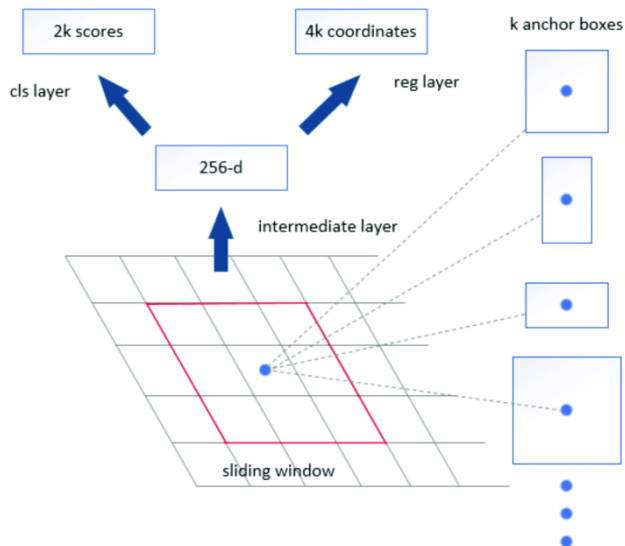 2k scores
4k coordinates
k anchor boxes
cls layer
reg layer
256-d
intermediate layer
sliding window